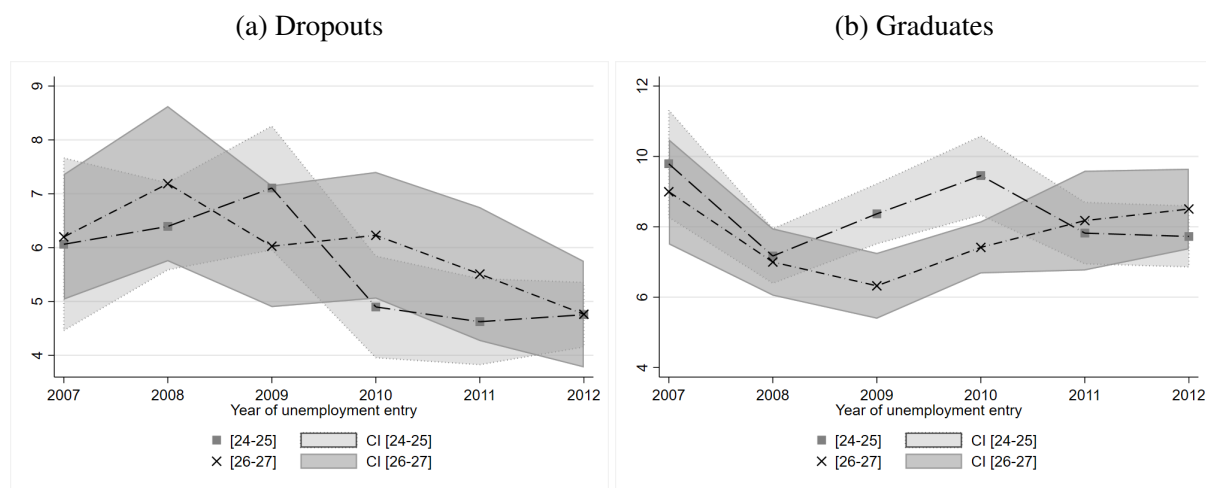 (a) Dropouts
9
8
7
6
5
4
2007 2008 2009 2010 2011 2012
Year of unemployment entry
[24-25] CI [24-25]
[26-27] CI [26-27]
(b) Graduates
12
10
8
6
4
2007 2008 2009 2010 2011 2012
Year of unemployment entry
[24-25] CI [24-25]
[26-27] CI [26-27]